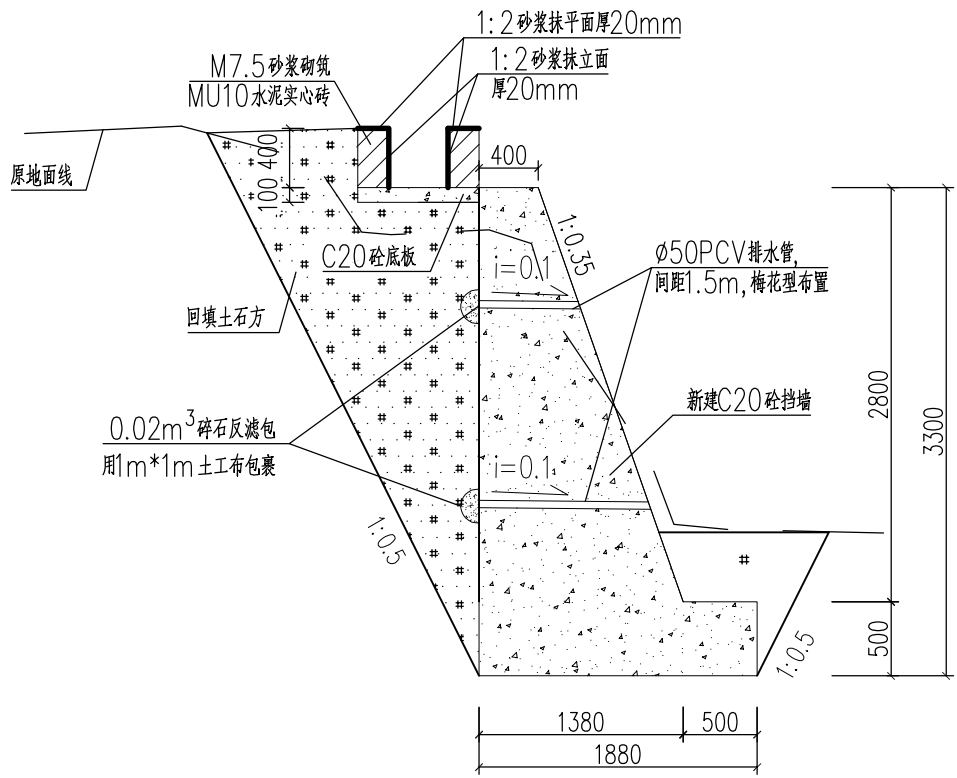 1:2砂浆抹平面厚20mm
1:2砂浆抹立面
厚20mm
M7.5砂浆砌筑
MU10水泥实心砖
原地面线
400
100
400
C20砼底板
1:0.35
i=0.1
Ø50PCV排水管,
间距1.5m,梅花型布置
回填土石方
新建C20砼挡墙
2800
3300
0.02m³碎石反滤包
用1m*1m土工布包裹
i=0.1
1:0.5
500
1:0.5
1380
500
1880